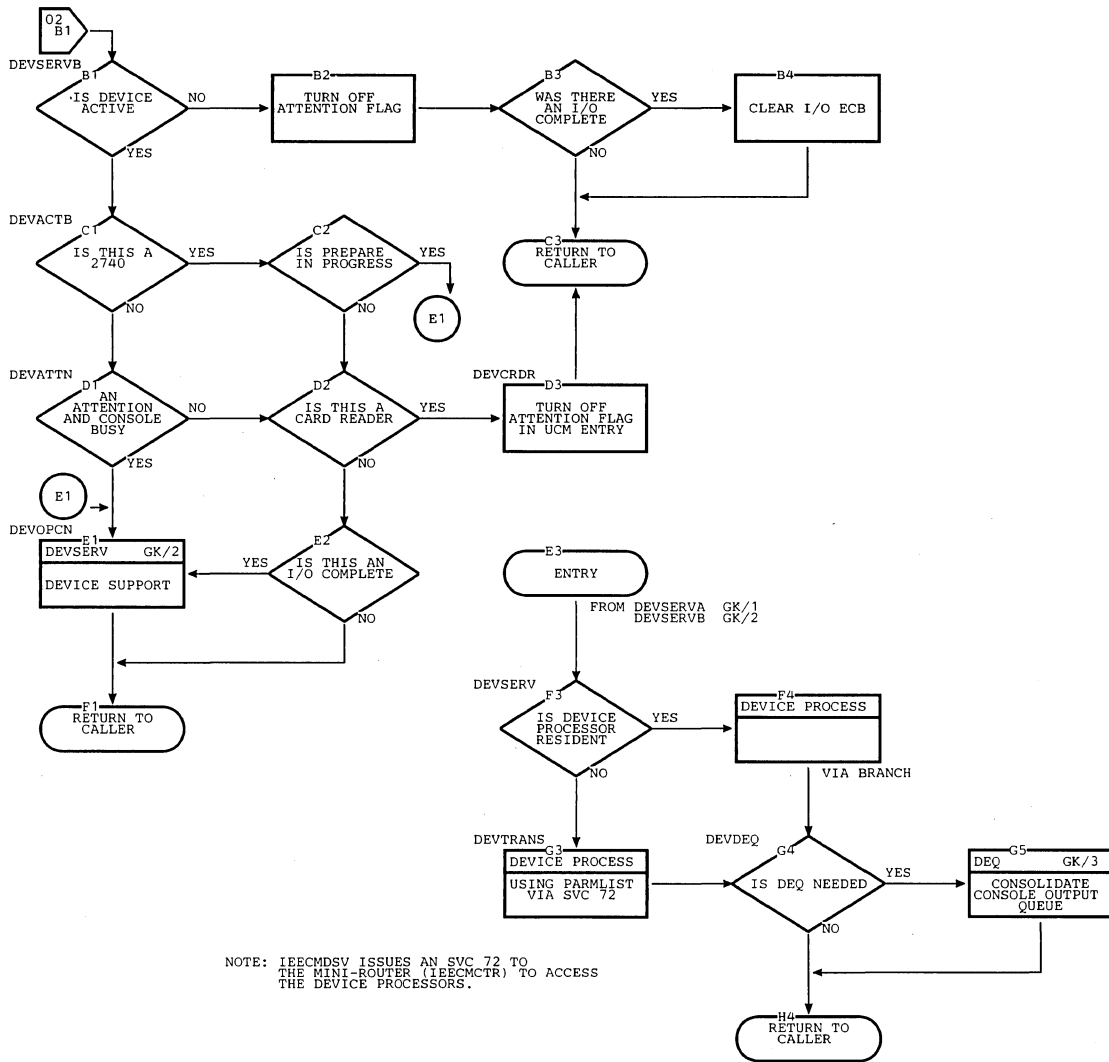 02
B1
DEVSERVB
B1
IS DEVICE
ACTIVE
NO
YES
B2
TURN OFF
ATTENTION FLAG
B3
WAS THERE
AN I/O
COMPLETE
YES
NO
B4
CLEAR I/O ECB
DEVACTB
C1
IS THIS A
2740
YES
NO
C2
IS PREPARE
IN PROGRESS
YES
NO
E1
C3
RETURN TO
CALLER
DEVATTN
D1
AN
ATTENTION
AND CONSOLE
BUSY
NO
YES
D2
IS THIS A
CARD READER
YES
NO
DEVCRDR
D3
TURN OFF
ATTENTION FLAG
IN UCM ENTRY
E1
DEVOPCN
E1
DEVSERV GK/2
DEVICE SUPPORT
YES
E2
IS THIS AN
I/O COMPLETE
NO
E3
ENTRY
FROM DEVSERVA GK/1
DEVSERVB GK/2
F1
RETURN TO
CALLER
DEVSERV
F3
IS DEVICE
PROCESSOR
RESIDENT
YES
NO
F4
DEVICE PROCESS
VIA BRANCH
DEVTRANS
G3
DEVICE PROCESS
USING PARMLIST
VIA SVC 72
DEVDEQ
G4
IS DEQ NEEDED
YES
NO
G5
DEQ GK/3
CONSOLIDATE
CONSOLE OUTPUT
QUEUE
NOTE: IEECMDSV ISSUES AN SVC 72 TO
THE MINI-ROUTER (IEECMCTR) TO ACCESS
THE DEVICE PROCESSORS.
H4
RETURN TO
CALLER